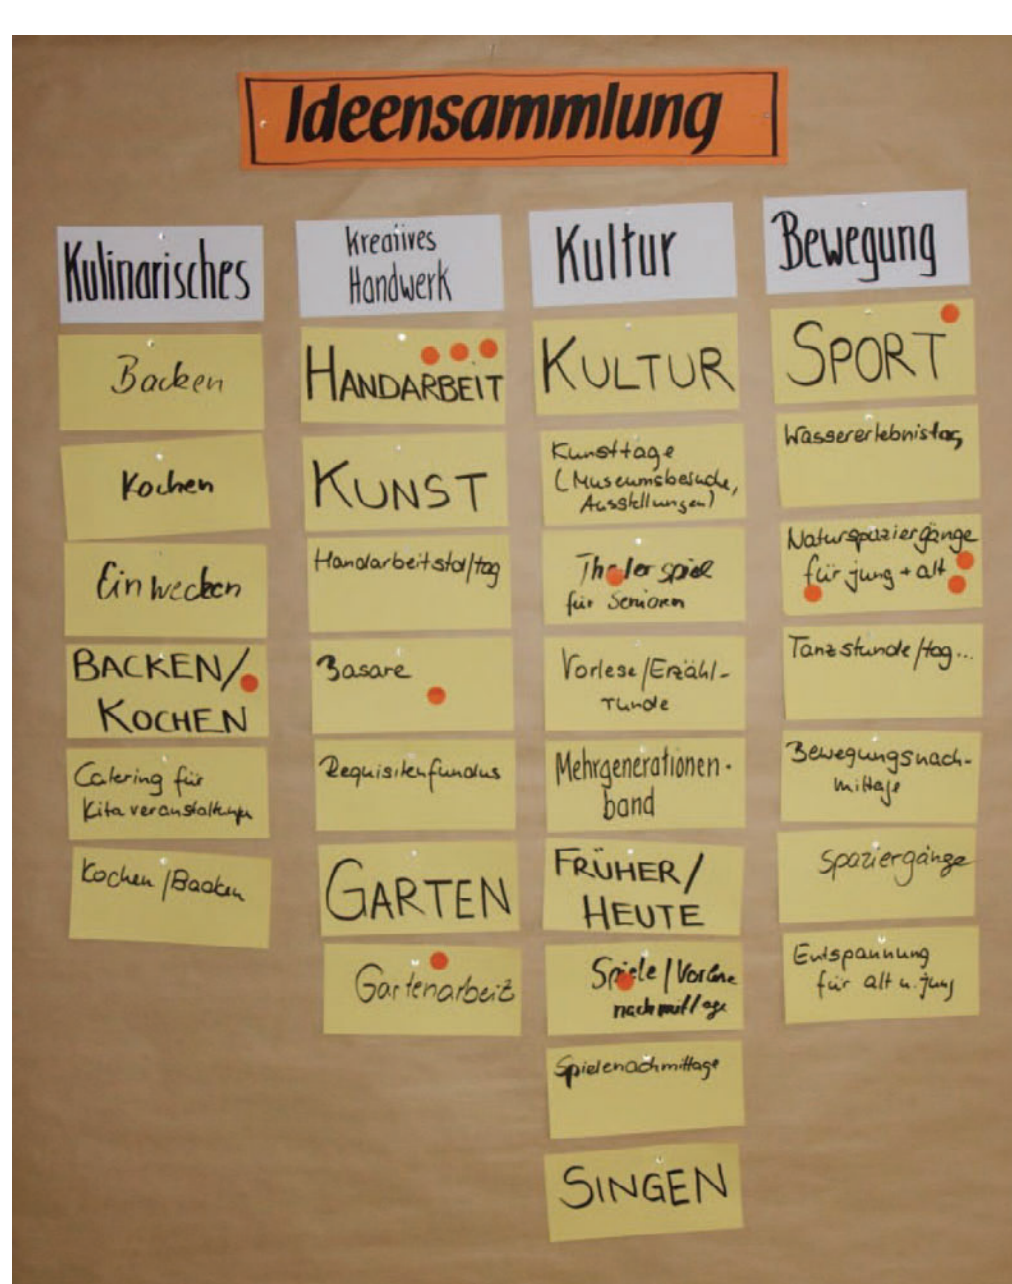 Ideensammlung
Kulinarisches
Backen
Kochen
Einwecken
BACKEN/
KOCHEN
Catering für
Kitaveranstaltungen
Kochen/Backen
Kreatives
Handwerk
HANDARBEIT
KUNST
Handarbeitstd/tag
Basare
Requisitenfundus
GARTEN
Gartenarbeit
Kultur
KULTUR
Kunsttage
(Museumsbesuche,
Ausstellungen)
Theaterspiel
für Senioren
Vorlese/Erzähl-
runde
Mehrgenerationen-
band
FRÜHER/
HEUTE
Spiele/Vorlese
nachmittage
Spielenachmittage
SINGEN
Bewegung
SPORT
Wassererlebnistag
Naturspaziergänge
für jung + alt
Tanzstunde/tag...
Bewegungsnach-
mittage
Spaziergänge
Entspannung
für alt u. jung